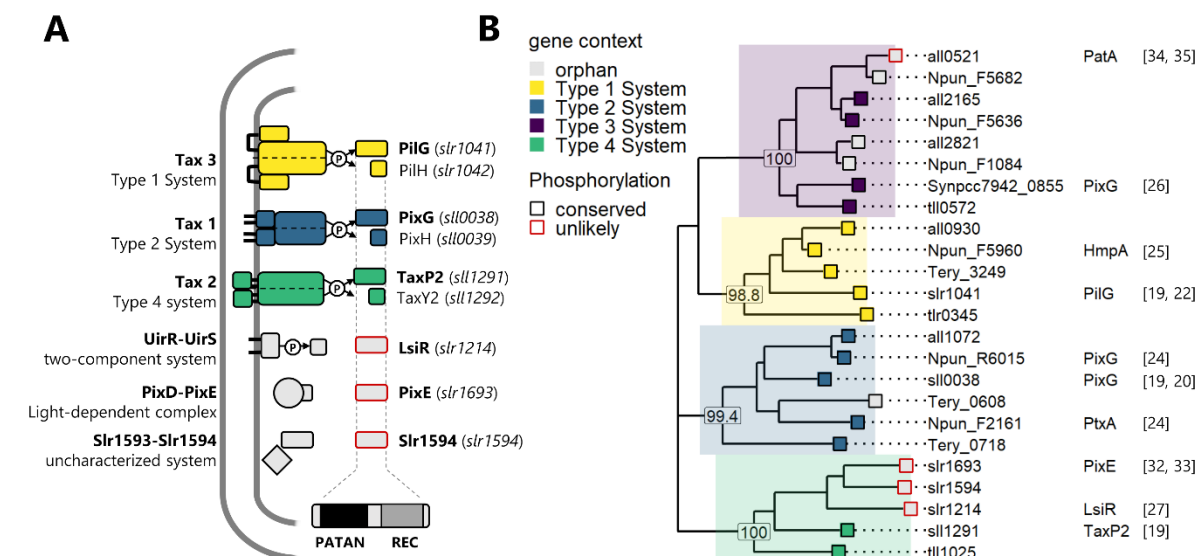 A
Tax 3
Type 1 System
P
PilG (slr1041)
PilH (slr1042)
Tax 1
Type 2 System
P
PixG (sll0038)
PixH (sll0039)
Tax 2
Type 4 system
P
TaxP2 (sll1291)
TaxY2 (sll1292)
UirR-UirS
two-component system
P
LsiR (slr1214)
PixD-PixE
Light-dependent complex
PixE (slr1693)
Slr1593-Slr1594
uncharacterized system
Slr1594 (slr1594)
PATAN REC
B
gene context
orphan
Type 1 System
Type 2 System
Type 3 System
Type 4 System
Phosphorylation
conserved
unlikely
100
98.8
99.4
100
all0521 PatA [34, 35]
Npun_F5682
all2165
Npun_F5636
all2821
Npun_F1084
Synpcc7942_0855 PixG [26]
tll0572
all0930
Npun_F5960 HmpA [25]
Tery_3249
slr1041 PilG [19, 22]
tlr0345
all1072
Npun_R6015 PixG [24]
sll0038 PixG [19, 20]
Tery_0608
Npun_F2161 PtxA [24]
Tery_0718
slr1693 PixE [32, 33]
slr1594
slr1214 LsiR [27]
sll1291 TaxP2 [19]
tll1025